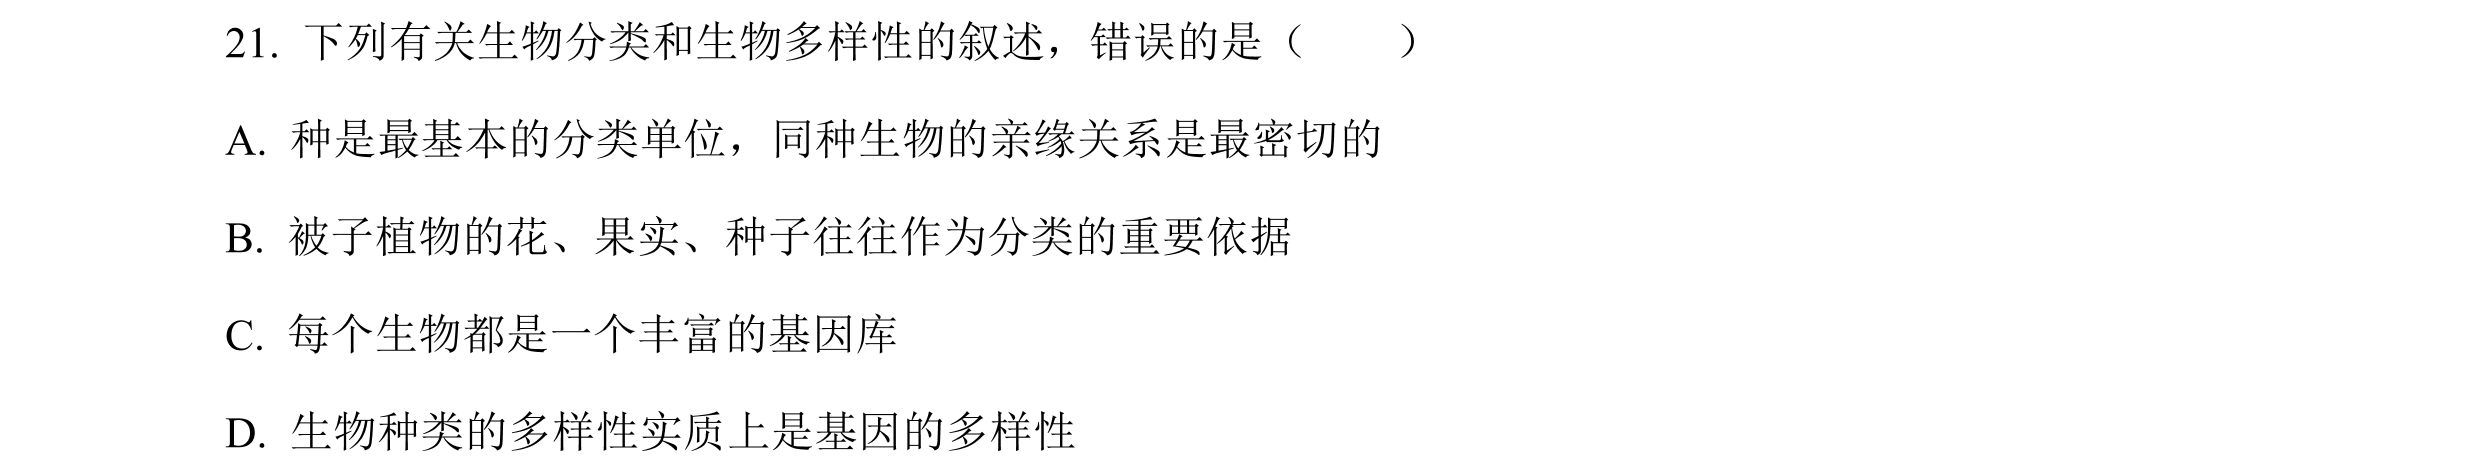 21. 下列有关生物分类和生物多样性的叙述，错误的是（　　）
A. 种是最基本的分类单位，同种生物的亲缘关系是最密切的
B. 被子植物的花、果实、种子往往作为分类的重要依据
C. 每个生物都是一个丰富的基因库
D. 生物种类的多样性实质上是基因的多样性